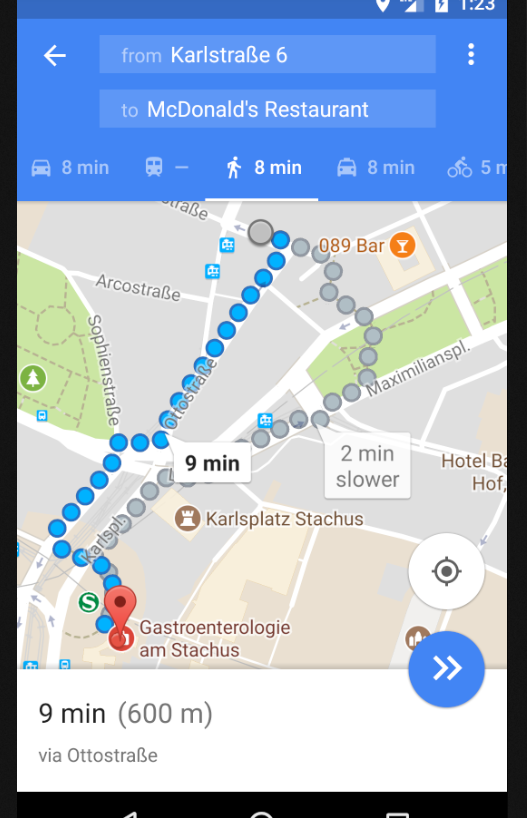 1:23
from Karlstraße 6
to McDonald's Restaurant
8 min
—
8 min
8 min
5 m
straße
089 Bar
Arcostraße
Sophienstraße
Ottostraße
Maximilianspl.
9 min
2 min
slower
Hotel Ba
Hof,
Karlsplatz Stachus
Karlspl.
S
Gastroenterologie
am Stachus
9 min (600 m)
via Ottostraße